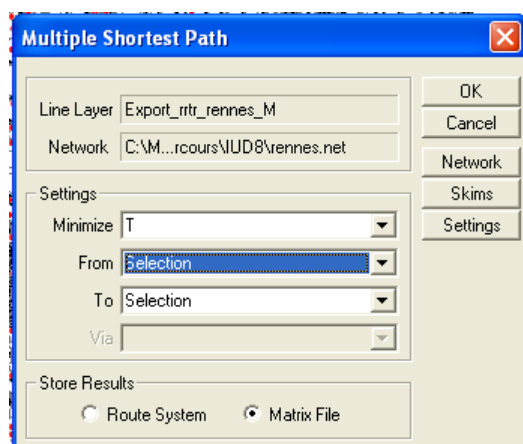 Multiple Shortest Path
Line Layer Export_rrtr_rennes_M
Network C:\M...rcours\IUD8\rennes.net
Settings
Minimize T
From Selection
To Selection
Via
Store Results
Route System Matrix File
OK
Cancel
Network
Skims
Settings